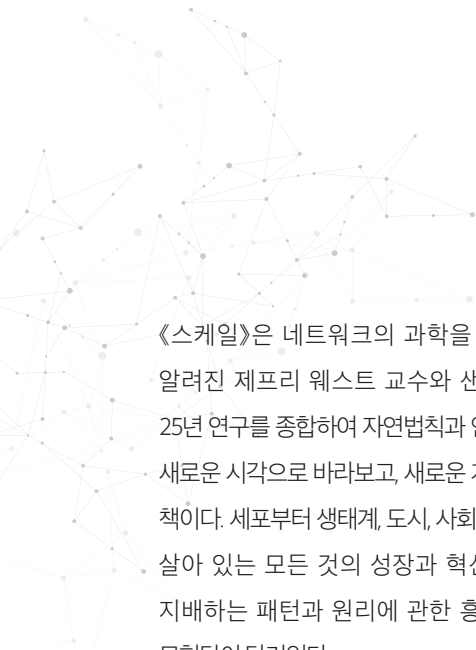 《스케일》은 네트워크의 과학을
알려진 제프리 웨스트 교수와
25년 연구를 종합하여 자연법칙과
새로운 시각으로 바라보고, 새로운
책이다. 세포부터 생태계, 도시, 사회
살아 있는 모든 것의 성장과
지배하는 패턴과 원리에 관한